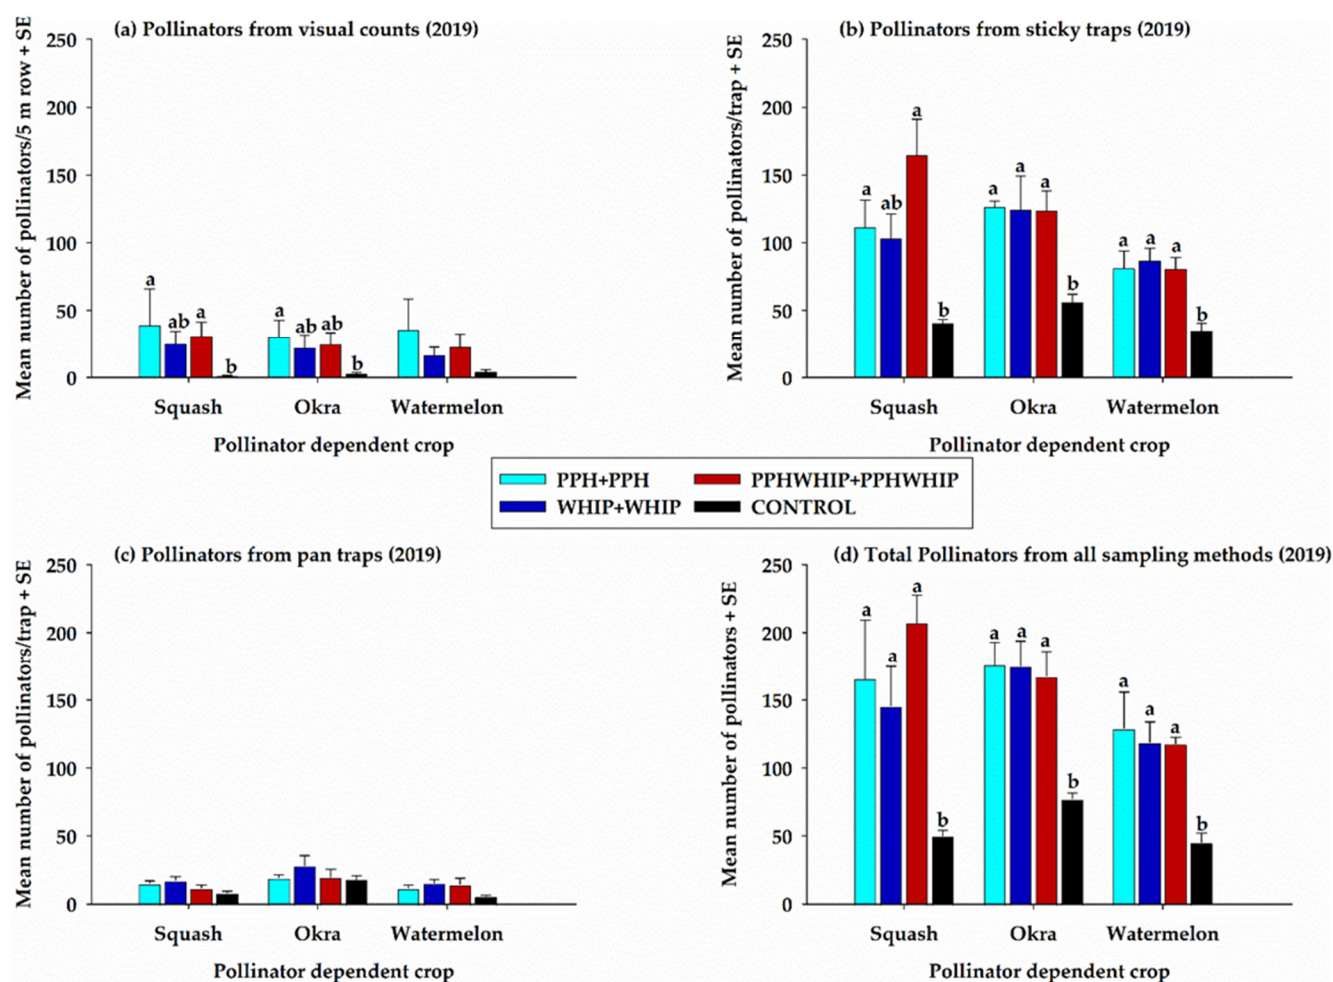 (a) Pollinators from visual counts (2019)
Mean number of pollinators/5 m row + SE
250
200
150
100
50
0
a
ab
a
b
a
ab
ab
b
Squash
Okra
Watermelon
Pollinator dependent crop
(b) Pollinators from sticky traps (2019)
Mean number of pollinators/trap + SE
250
200
150
100
50
0
a
ab
a
b
a
a
a
b
a
a
a
b
Squash
Okra
Watermelon
Pollinator dependent crop
PPH+PPH
PPHWHIP+PPHWHIP
WHIP+WHIP
CONTROL
(c) Pollinators from pan traps (2019)
Mean number of pollinators/trap + SE
250
200
150
100
50
0
Squash
Okra
Watermelon
Pollinator dependent crop
(d) Total Pollinators from all sampling methods (2019)
Mean number of pollinators + SE
250
200
150
100
50
0
a
a
a
b
a
a
a
b
a
a
a
b
Squash
Okra
Watermelon
Pollinator dependent crop